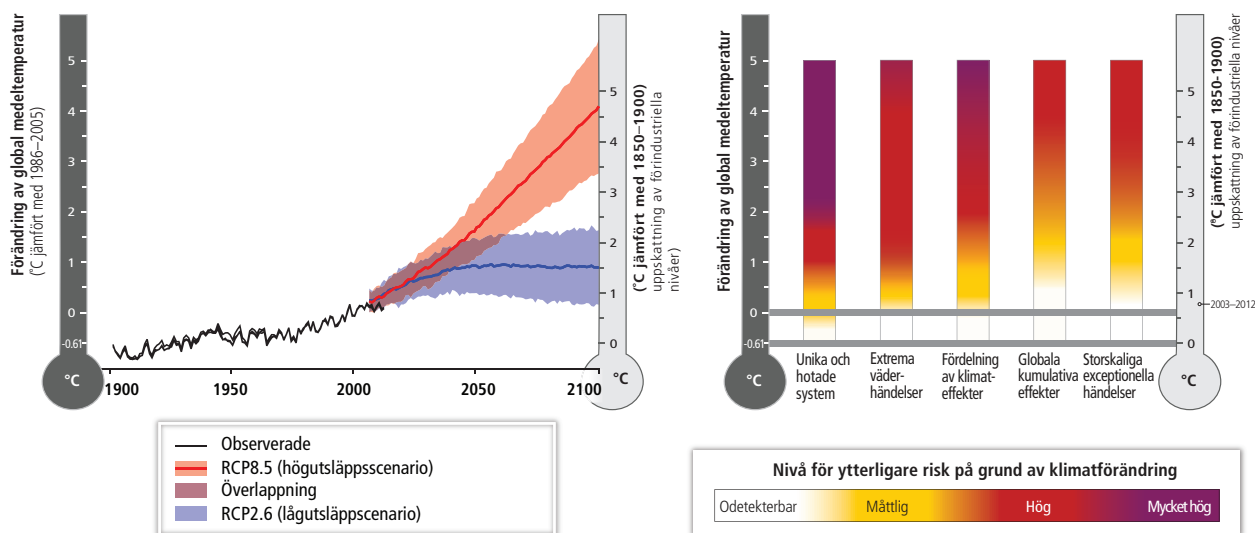 Förändring av global medeltemperatur
(°C jämfört med 1986–2005)
5
4
3
2
1
0
-0.61
°C
1900
1950
2000
2050
2100
5
4
3
2
1
0
°C
(°C jämfört med 1850–1900)
uppskattning av förindustriella
nivåer)
Observerade
RCP8.5 (högutsläppsscenario)
Överlappning
RCP2.6 (lågutsläppscenario)
Förändring av global medeltemperatur
5
4
3
2
1
0
-0.61
°C
Unika och
hotade
system
Extrema
väder-
händelser
Fördelning
av klimat-
effekter
Globala
kumulativa
effekter
Storskaliga
exceptionella
händelser
5
4
3
2
1
0
2003–2012
°C
(°C jämfört med 1850-1900)
uppskattning av förindustriella nivåer
Nivå för ytterligare risk på grund av klimatförändring
Odetekterbar
Måttlig
Hög
Mycket hög